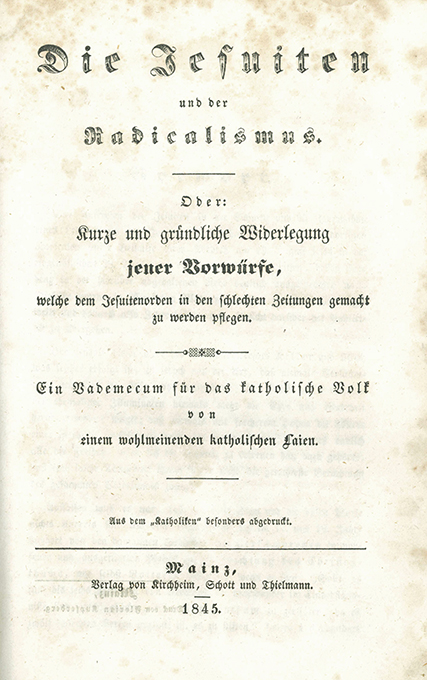 Die Jesuiten
und der
Radicalismus.
Oder:
Kurze und gründliche Widerlegung
jener Vorwürfe,
welche dem Jesuitenorden in den schlechten Zeitungen gemacht
zu werden pflegen.
Ein Vademecum für das katholische Volk
von
einem wohlmeinenden katholischen Laien.
Aus dem „Katholiken" besonders abgedruckt.
Mainz,
Verlag von Kirchheim, Schott und Thielmann.
1845.